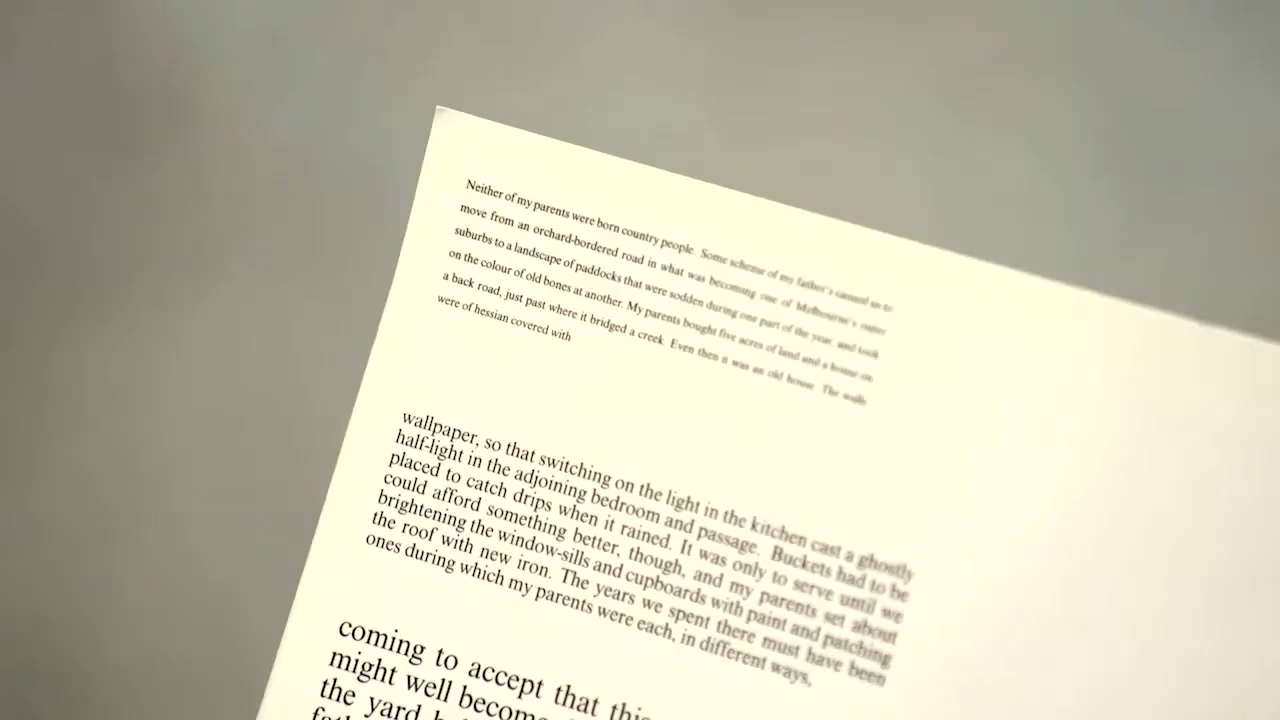 Neither of my parents were born country people. Some scheme of my father's caused us to
move from an orchard-bordered road in what was becoming one of Melbourne's outer
suburbs to a landscape of paddocks that were sodden during one part of the year, and took
on the colour of old bones at another. My parents bought five acres of land and a house on
a back road, just past where it bridged a creek. Even then it was an old house. The walls
were of hessian covered with
wallpaper, so that switching on the light in the kitchen cast a ghostly
half-light in the adjoining bedroom and passage. Buckets had to be
placed to catch drips when it rained. It was only to serve until we
could afford something better, though, and my parents set about
brightening the window-sills and cupboards with paint and patching
the roof with new iron. The years we spent there must have been
ones during which my parents were each, in different ways,
coming to accept that this
might well become
the yard